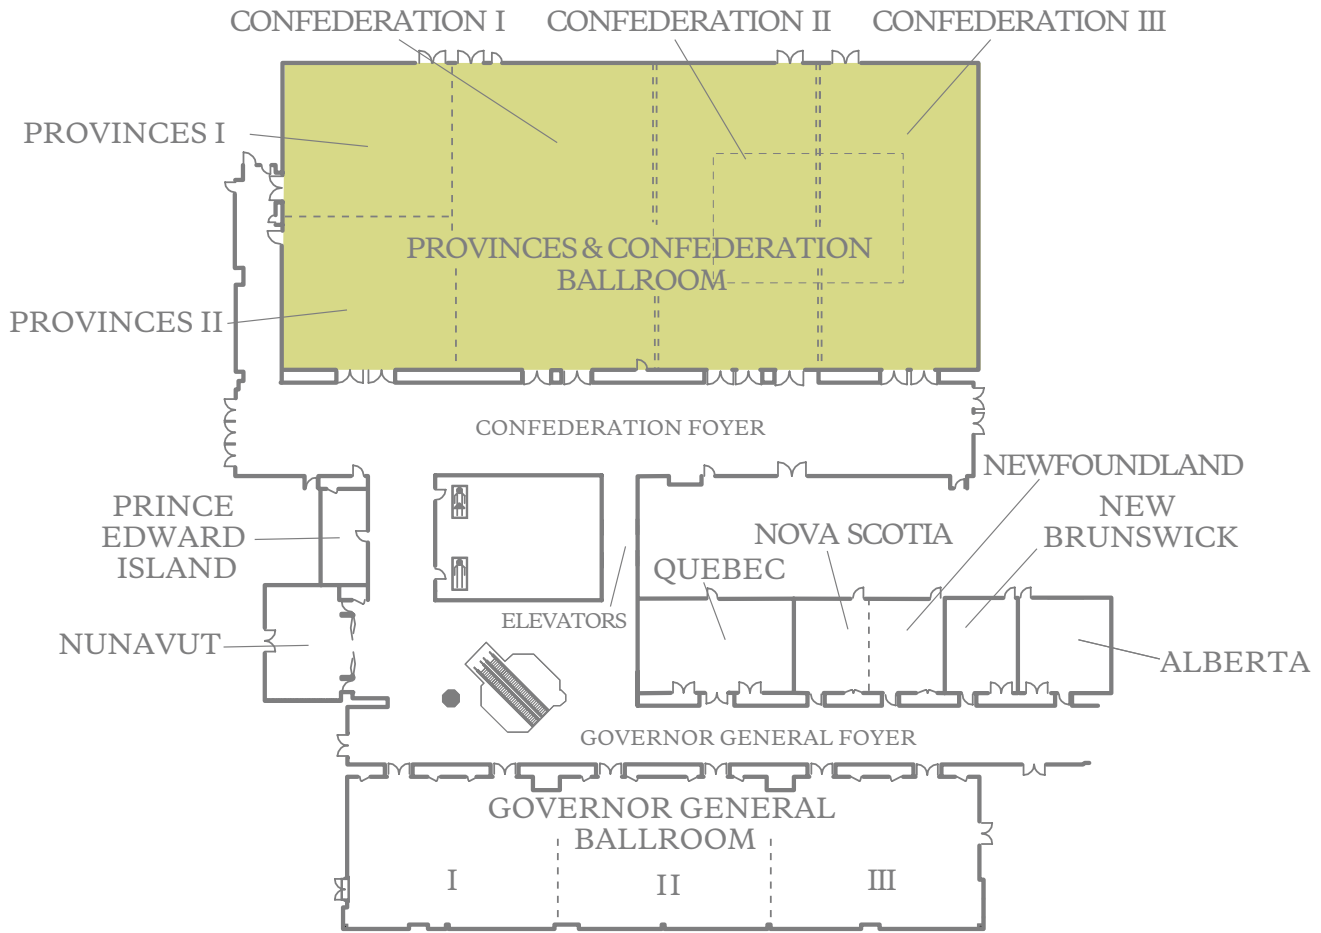 CONFEDERATION I
CONFEDERATION II
CONFEDERATION III
PROVINCES I
PROVINCES & CONFEDERATION
BALLROOM
PROVINCES II
CONFEDERATION FOYER
NEWFOUNDLAND
PRINCE
EDWARD
ISLAND
NEW
BRUNSWICK
NOVA SCOTIA
QUEBEC
ELEVATORS
NUNAVUT
ALBERTA
GOVERNOR GENERAL FOYER
GOVERNOR GENERAL
BALLROOM
I
II
III